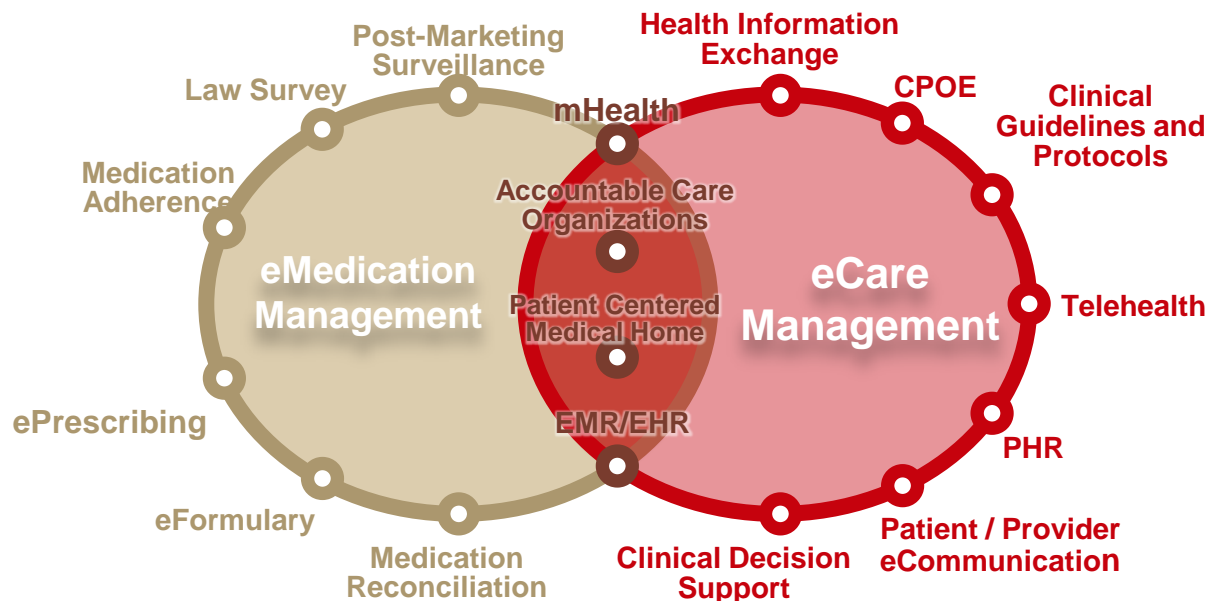 Post-Marketing
Surveillance
Law Survey
Medication
Adherence
ePrescribing
eFormulary
Medication
Reconciliation
eMedication
Management
mHealth
Accountable Care
Organizations
Patient Centered
Medical Home
EMR/EHR
eCare
Management
Health Information
Exchange
CPOE
Clinical
Guidelines and
Protocols
Telehealth
PHR
Patient / Provider
eCommunication
Clinical Decision
Support